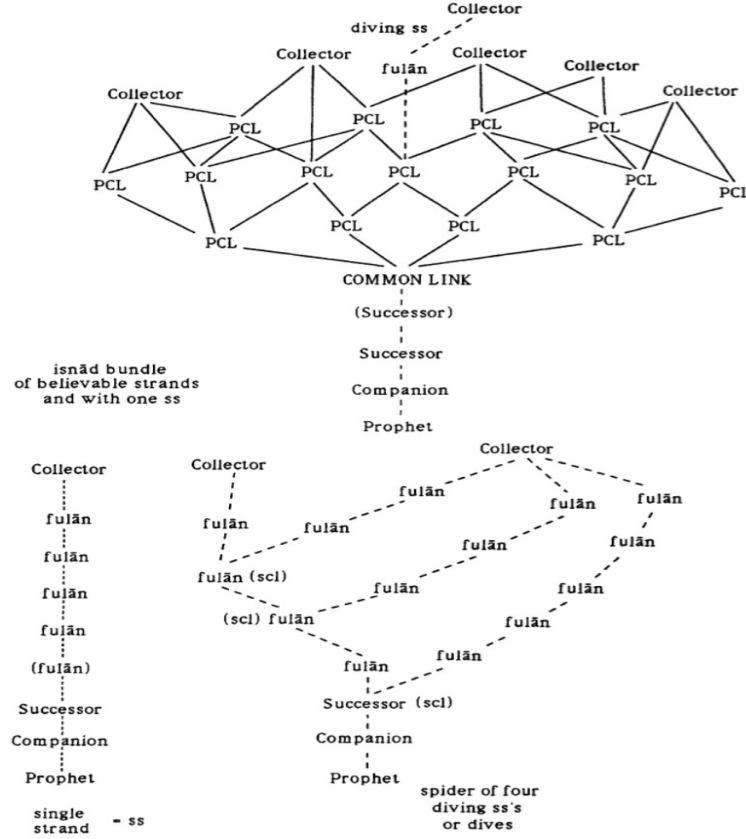 Collector
diving ss
Collector fulān Collector Collector
Collector Collector
PCL PCL PCL PCL
PCL PCL PCL PCL PCL PCL PCL
PCL PCL PCL PCL
COMMON LINK
(Successor)
Successor
Companion
Prophet
isnād bundle
of believable strands
and with one ss
Collector
fulān
fulān
fulān
fulān
(fulān)
Successor
Companion
Prophet
single
strand = ss
Collector Collector
fulān fulān
fulān fulān fulān
fulān fulān
fulān (scl)
fulān fulān
(scl) fulān fulān
fulān fulān
Successor (scl)
Companion
Prophet
spider of four
diving ss's
or dives